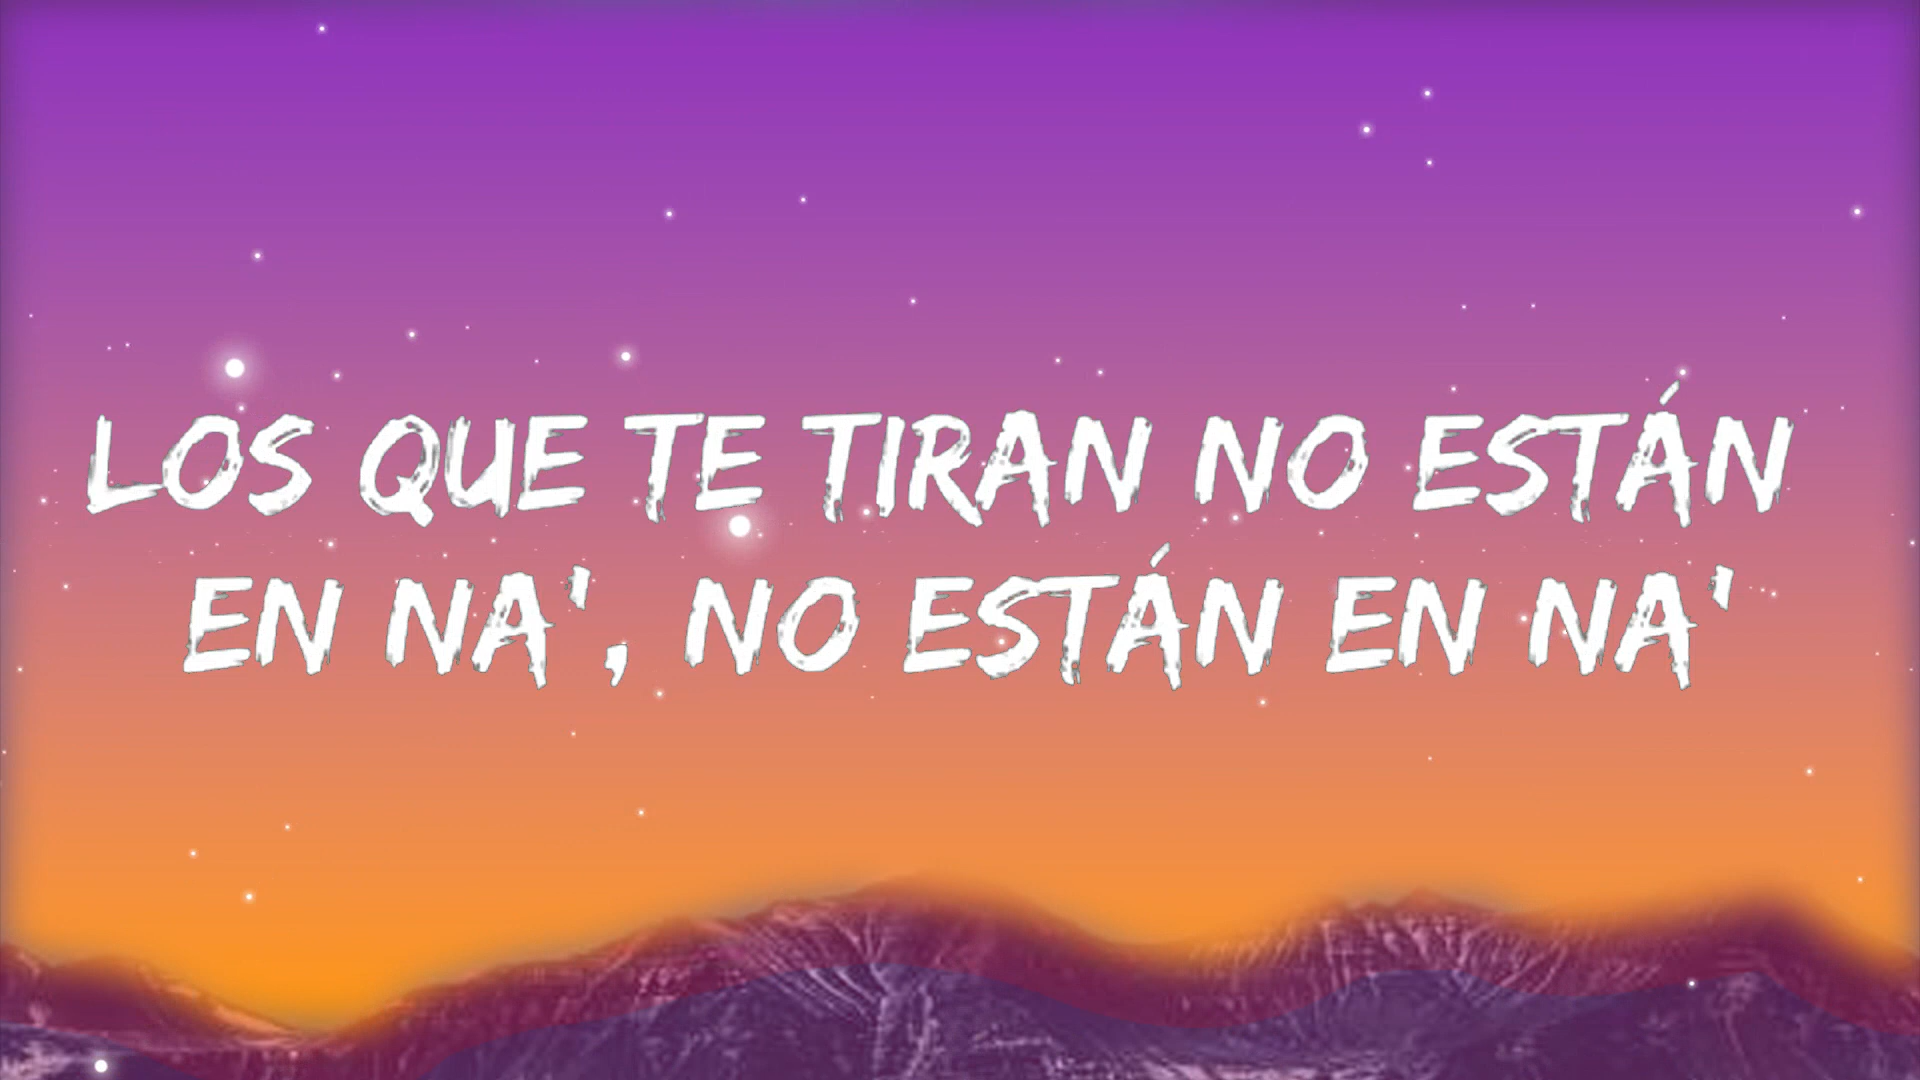 LOS QUE TE TIRAN NO ESTÁN
EN NA', NO ESTÁN EN NA'